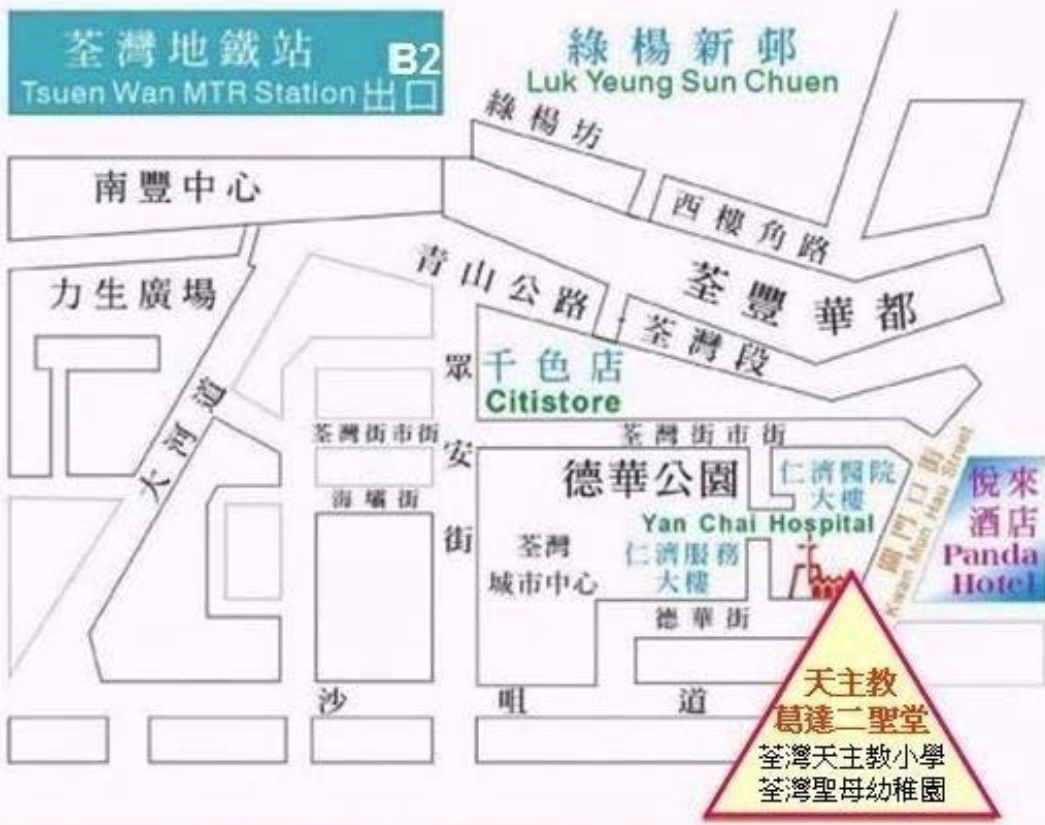 荃灣地鐵站
Tsuen Wan MTR Station
B2
出口
綠楊新邨
Luk Yeung Sun Chuen
綠楊坊
南豐中心
西樓角路
青山公路
荃豐華都
力生廣場
荃灣段
眾安街
千色店
Citistore
大河道
荃灣街市街
荃灣街市街
海壩街
德華公園
仁濟醫院
大樓
Yan Chai Hospital
關門口街
Kwan Mun Hau Street
悅來
酒店
Panda
Hotel
荃灣
城市中心
仁濟服務
大樓
德華街
沙咀道
天主教
葛達二聖堂
荃灣天主教小學
荃灣聖母幼稚園